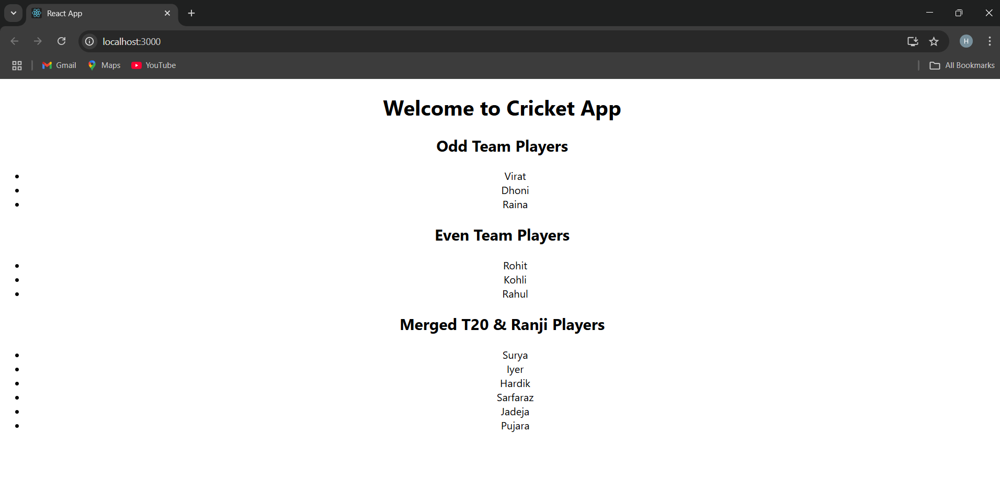 React App
localhost:3000
H
Gmail Maps YouTube All Bookmarks
Welcome to Cricket App
Odd Team Players
Virat
Dhoni
Raina
Even Team Players
Rohit
Kohli
Rahul
Merged T20 & Ranji Players
Surya
Iyer
Hardik
Sarfaraz
Jadeja
Pujara